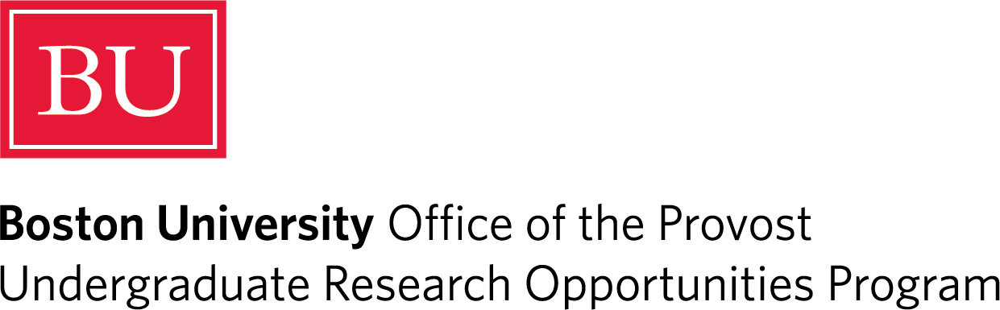 BU
Boston University Office of the Provost
Undergraduate Research Opportunities Program